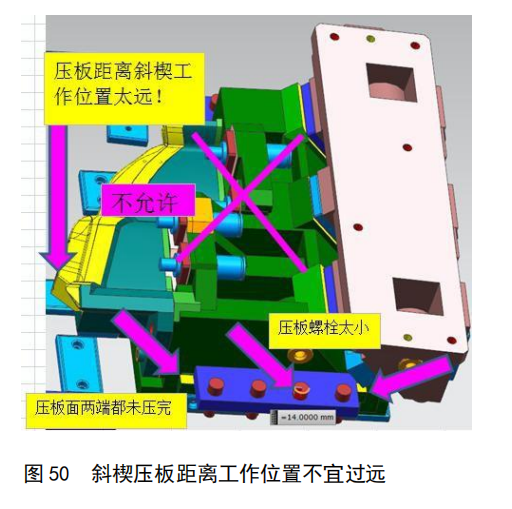 压板距离斜楔工
作位置太远！
不允许
压板螺栓太小
压板面两端都未压完
=14.0000 mm
图 50 斜楔压板距离工作位置不宜过远